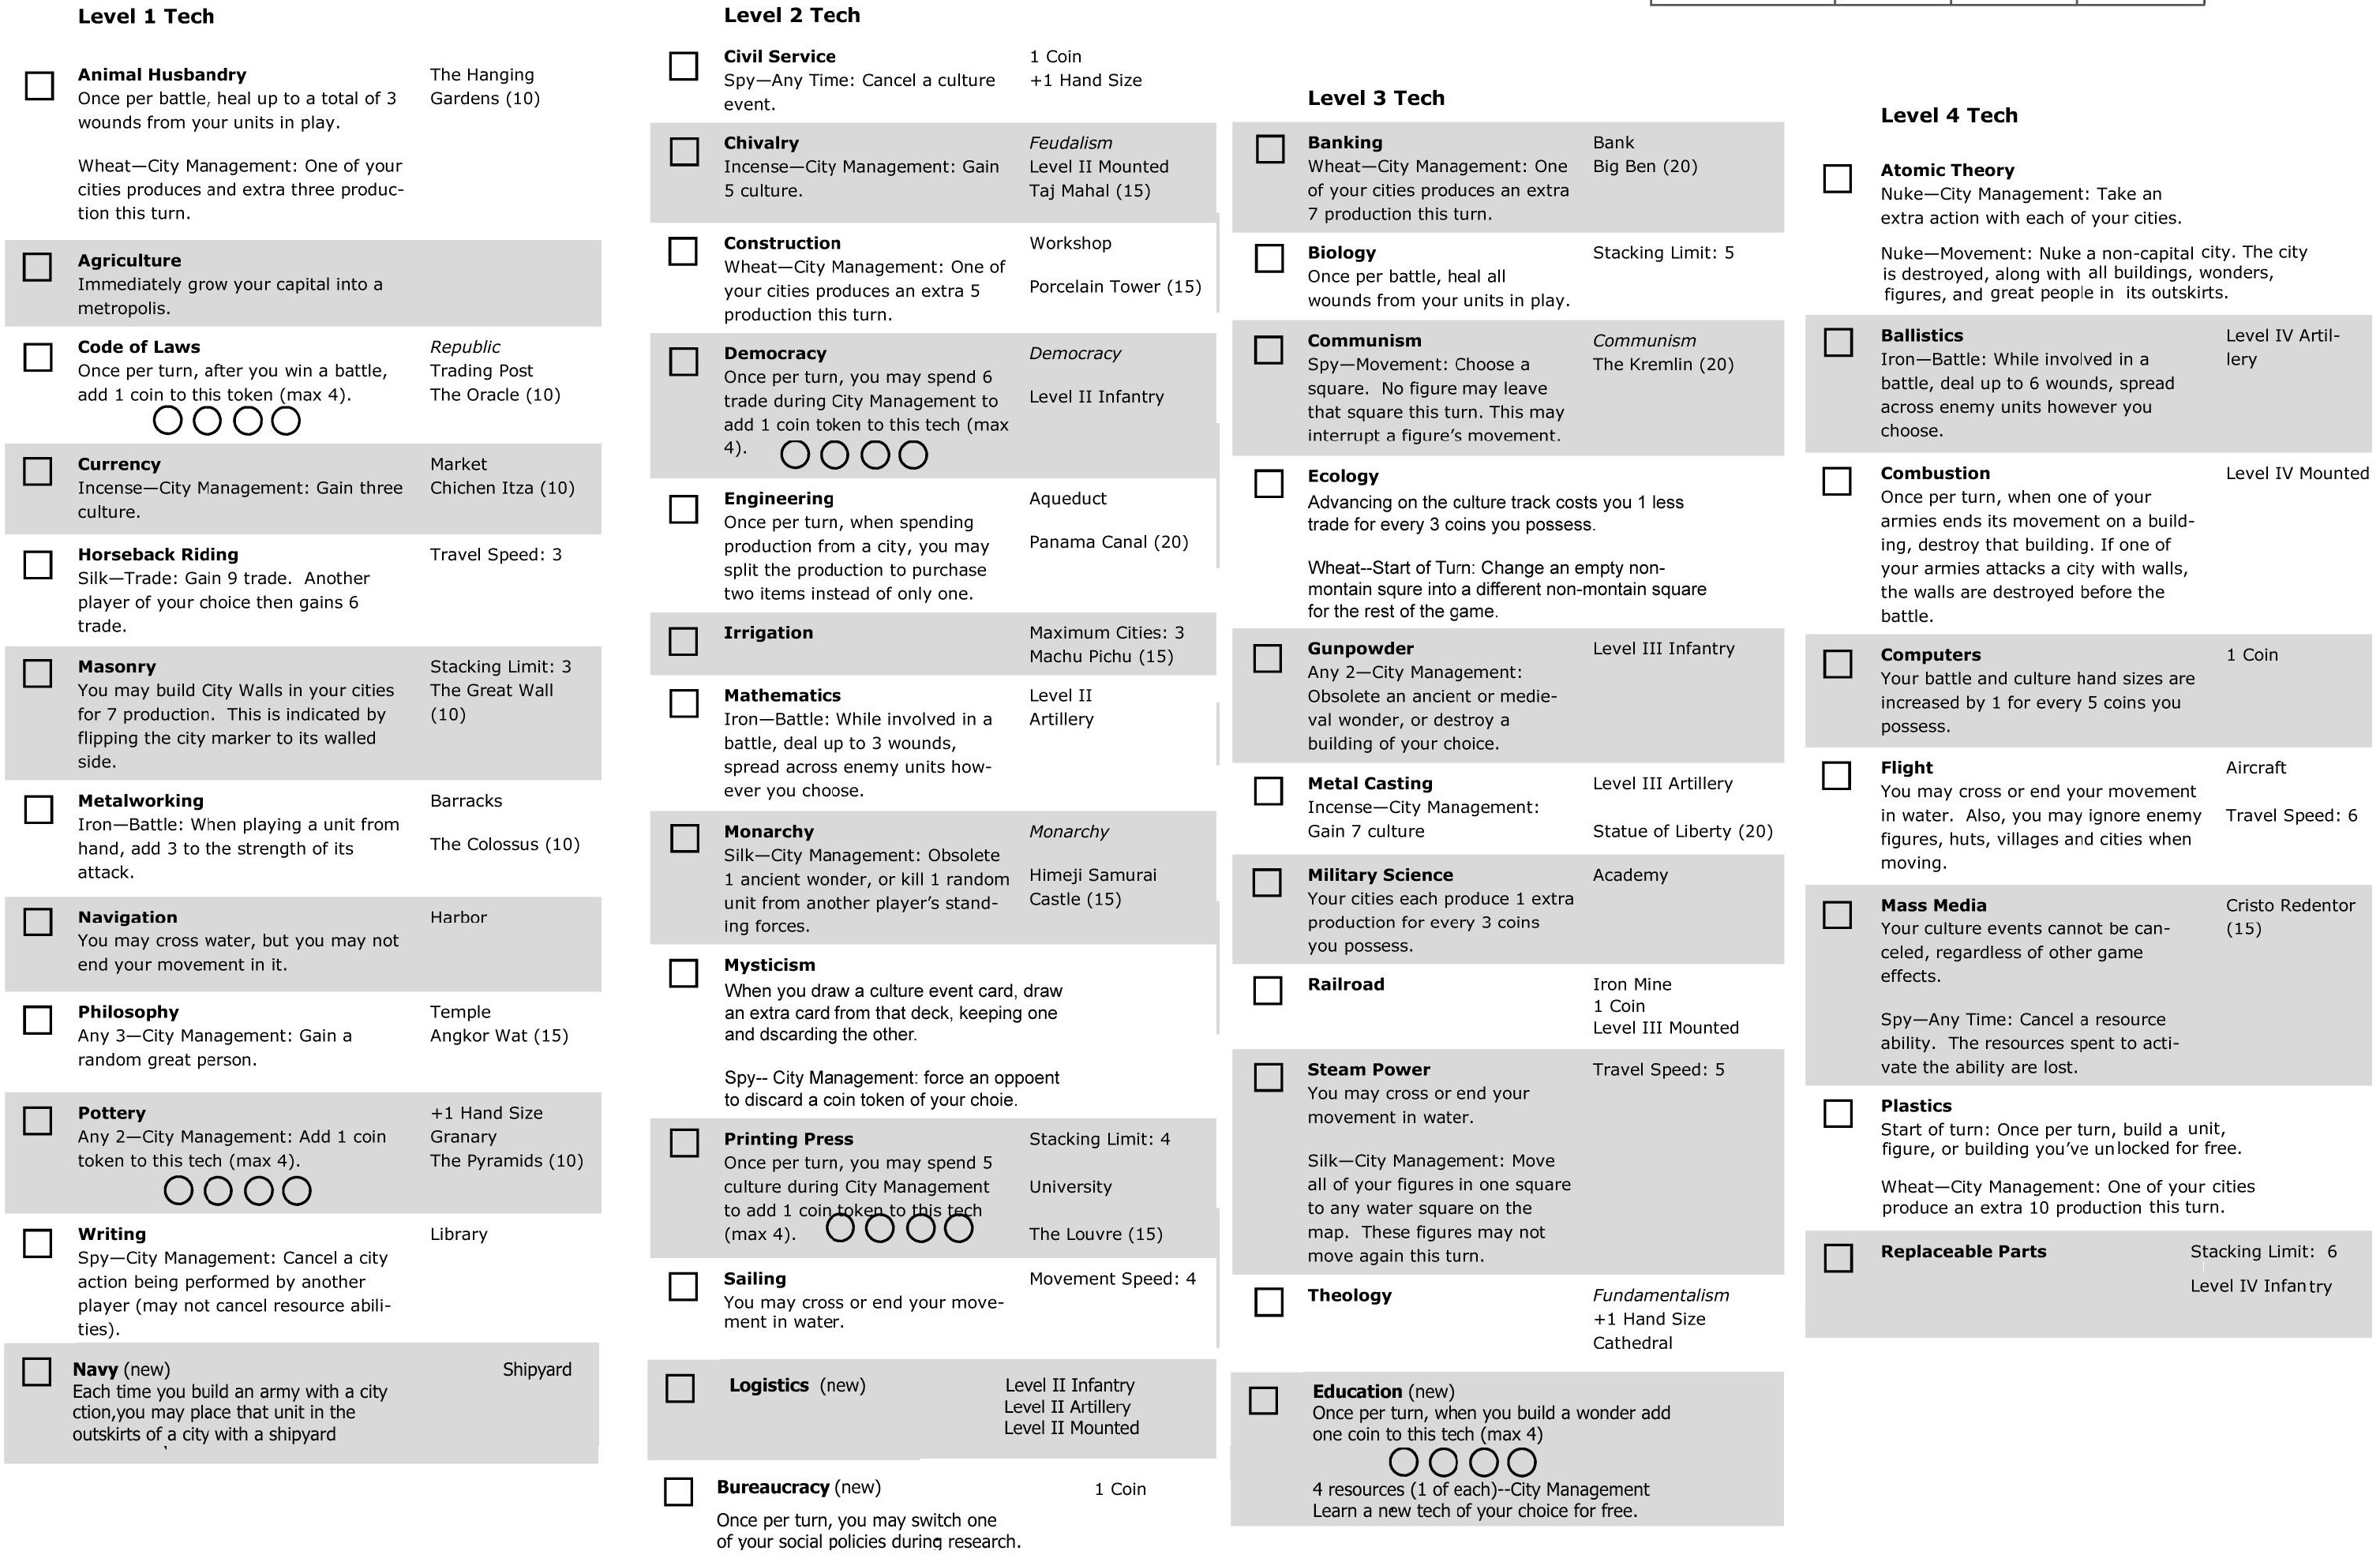 Level 1 Tech
Animal Husbandry
Once per battle, heal up to a total of 3
wounds from your units in play.
The Hanging
Gardens (10)
Wheat—City Management: One of your
cities produces and extra three produc-
tion this turn.
Agriculture
Immediately grow your capital into a
metropolis.
Code of Laws
Once per turn, after you win a battle,
add 1 coin to this token (max 4).
Republic
Trading Post
The Oracle (10)
Currency
Incense—City Management: Gain three
culture.
Market
Chichen Itza (10)
Horseback Riding
Silk—Trade: Gain 9 trade.  Another
player of your choice then gains 6
trade.
Travel Speed: 3
Masonry
You may build City Walls in your cities
for 7 production.  This is indicated by
flipping the city marker to its walled
side.
Stacking Limit: 3
The Great Wall
(10)
Metalworking
Iron—Battle: When playing a unit from
hand, add 3 to the strength of its
attack.
Barracks
The Colossus (10)
Navigation
You may cross water, but you may not
end your movement in it.
Harbor
Philosophy
Any 3—City Management: Gain a
random great person.
Temple
Angkor Wat (15)
Pottery
Any 2—City Management: Add 1 coin
token to this tech (max 4).
+1 Hand Size
Granary
The Pyramids (10)
Writing
Spy—City Management: Cancel a city
action being performed by another
player (may not cancel resource abili-
ties).
Library
Navy (new)
Each time you build an army with a city
ction,you may place that unit in the
outskirts of a city with a shipyard
Shipyard
Level 2 Tech
Civil Service
Spy—Any Time: Cancel a culture
event.
1 Coin
+1 Hand Size
Chivalry
Incense—City Management: Gain
5 culture.
Feudalism
Level II Mounted
Taj Mahal (15)
Construction
Wheat—City Management: One of
your cities produces an extra 5
production this turn.
Workshop
Porcelain Tower (15)
Democracy
Once per turn, you may spend 6
trade during City Management to
add 1 coin token to this tech (max
4).
Democracy
Level II Infantry
Engineering
Once per turn, when spending
production from a city, you may
split the production to purchase
two items instead of only one.
Aqueduct
Panama Canal (20)
Irrigation
Maximum Cities: 3
Machu Pichu (15)
Mathematics
Iron—Battle: While involved in a
battle, deal up to 3 wounds,
spread across enemy units how-
ever you choose.
Level II
Artillery
Monarchy
Silk—City Management: Obsolete
1 ancient wonder, or kill 1 random
unit from another player's stand-
ing forces.
Monarchy
Himeji Samurai
Castle (15)
Mysticism
When you draw a culture event card, draw
an extra card from that deck, keeping one
and dscarding the other.
Spy-- City Management: force an oppoent
to discard a coin token of your choie.
Printing Press
Once per turn, you may spend 5
culture during City Management
to add 1 coin token to this tech
(max 4).
Stacking Limit: 4
University
The Louvre (15)
Sailing
You may cross or end your move-
ment in water.
Movement Speed: 4
Logistics (new)
Level II Infantry
Level II Artillery
Level II Mounted
Bureaucracy (new)
1 Coin
Once per turn, you may switch one
of your social policies during research.
Level 3 Tech
Banking
Wheat—City Management: One
of your cities produces an extra
7 production this turn.
Bank
Big Ben (20)
Biology
Once per battle, heal all
wounds from your units in play.
Stacking Limit: 5
Communism
Spy—Movement: Choose a
square.  No figure may leave
that square this turn. This may
interrupt a figure's movement.
Communism
The Kremlin (20)
Ecology
Advancing on the culture track costs you 1 less
trade for every 3 coins you possess.
Wheat--Start of Turn: Change an empty non-
montain squre into a different non-montain square
for the rest of the game.
Gunpowder
Any 2—City Management:
Obsolete an ancient or medie-
val wonder, or destroy a
building of your choice.
Level III Infantry
Metal Casting
Incense—City Management:
Gain 7 culture
Level III Artillery
Statue of Liberty (20)
Military Science
Your cities each produce 1 extra
production for every 3 coins
you possess.
Academy
Railroad
Iron Mine
1 Coin
Level III Mounted
Steam Power
You may cross or end your
movement in water.
Travel Speed: 5
Silk—City Management: Move
all of your figures in one square
to any water square on the
map.  These figures may not
move again this turn.
Theology
Fundamentalism
+1 Hand Size
Cathedral
Education (new)
Once per turn, when you build a wonder add
one coin to this tech (max 4)
4 resources (1 of each)--City Management
Learn a new tech of your choice for free.
Level 4 Tech
Atomic Theory
Nuke—City Management: Take an
extra action with each of your cities.
Nuke—Movement: Nuke a non-capital city. The city
is destroyed, along with all buildings, wonders,
figures, and great people in its outskirts.
Ballistics
Iron—Battle: While involved in a
battle, deal up to 6 wounds, spread
across enemy units however you
choose.
Level IV Artil-
lery
Combustion
Once per turn, when one of your
armies ends its movement on a build-
ing, destroy that building. If one of
your armies attacks a city with walls,
the walls are destroyed before the
battle.
Level IV Mounted
Computers
Your battle and culture hand sizes are
increased by 1 for every 5 coins you
possess.
1 Coin
Flight
You may cross or end your movement
in water.  Also, you may ignore enemy
figures, huts, villages and cities when
moving.
Aircraft
Travel Speed: 6
Mass Media
Your culture events cannot be can-
celed, regardless of other game
effects.
Cristo Redentor
(15)
Spy—Any Time: Cancel a resource
ability.  The resources spent to acti-
vate the ability are lost.
Plastics
Start of turn: Once per turn, build a unit,
figure, or building you've unlocked for free.
Wheat—City Management: One of your cities
produce an extra 10 production this turn.
Replaceable Parts
Stacking Limit: 6
Level IV Infantry